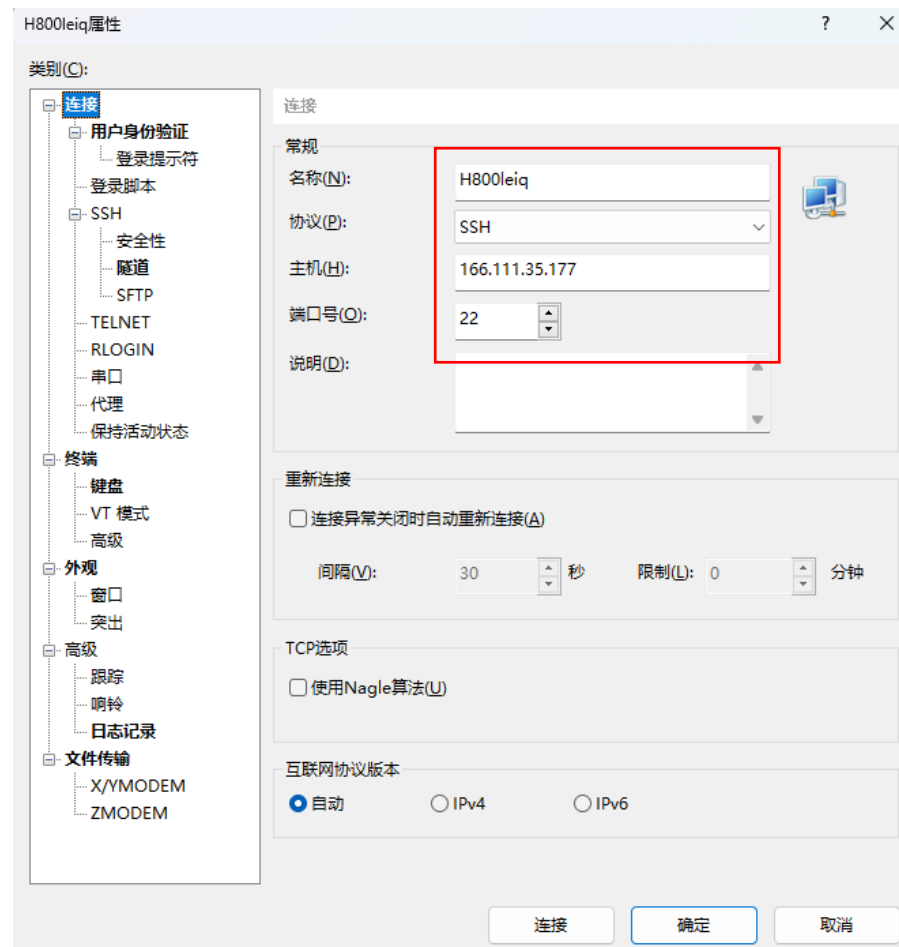 H800leiq属性 ? ×
类别(C):
连接
用户身份验证
登录提示符
登录脚本
SSH
安全性
隧道
SFTP
TELNET
RLOGIN
串口
代理
保持活动状态
终端
键盘
VT 模式
高级
外观
窗口
突出
高级
跟踪
响铃
日志记录
文件传输
X/YMODEM
ZMODEM
连接
常规
名称(N): H800leiq
协议(P): SSH
主机(H): 166.111.35.177
端口号(O): 22
说明(D):
重新连接
连接异常关闭时自动重新连接(A)
间隔(V): 30 秒 限制(L): 0 分钟
TCP选项
使用Nagle算法(U)
互联网协议版本
自动 IPv4 IPv6
连接 确定 取消